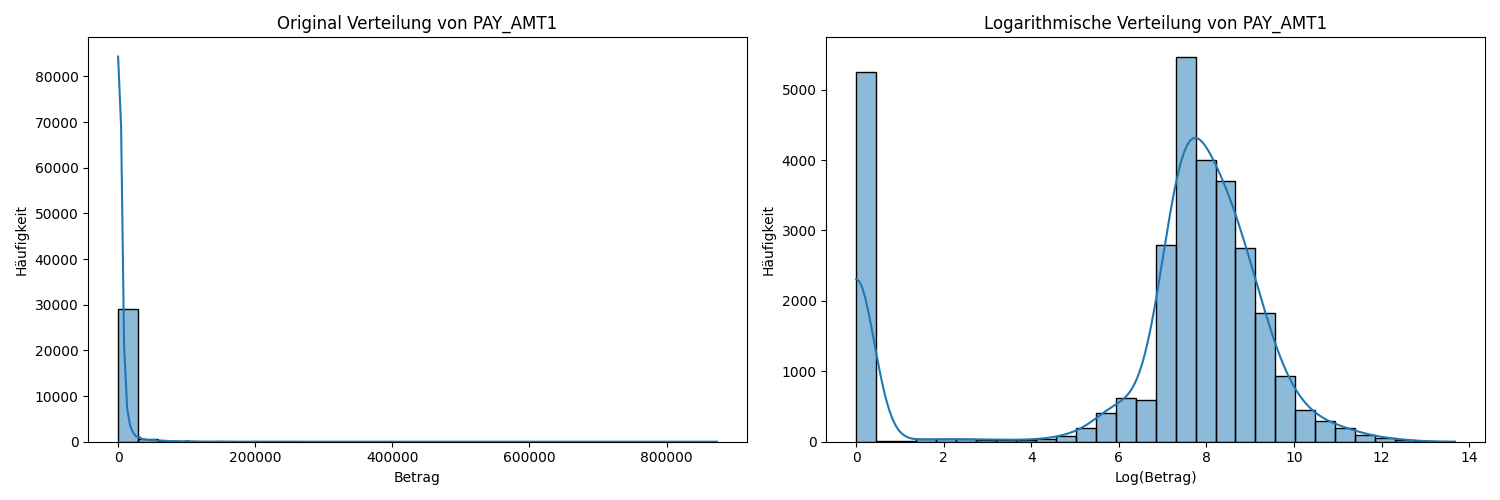 Original Verteilung von PAY_AMT1
Häufigkeit
80000
70000
60000
50000
40000
30000
20000
10000
0
0 200000 400000 600000 800000
Betrag
Logarithmische Verteilung von PAY_AMT1
Häufigkeit
5000
4000
3000
2000
1000
0
0 2 4 6 8 10 12 14
Log(Betrag)